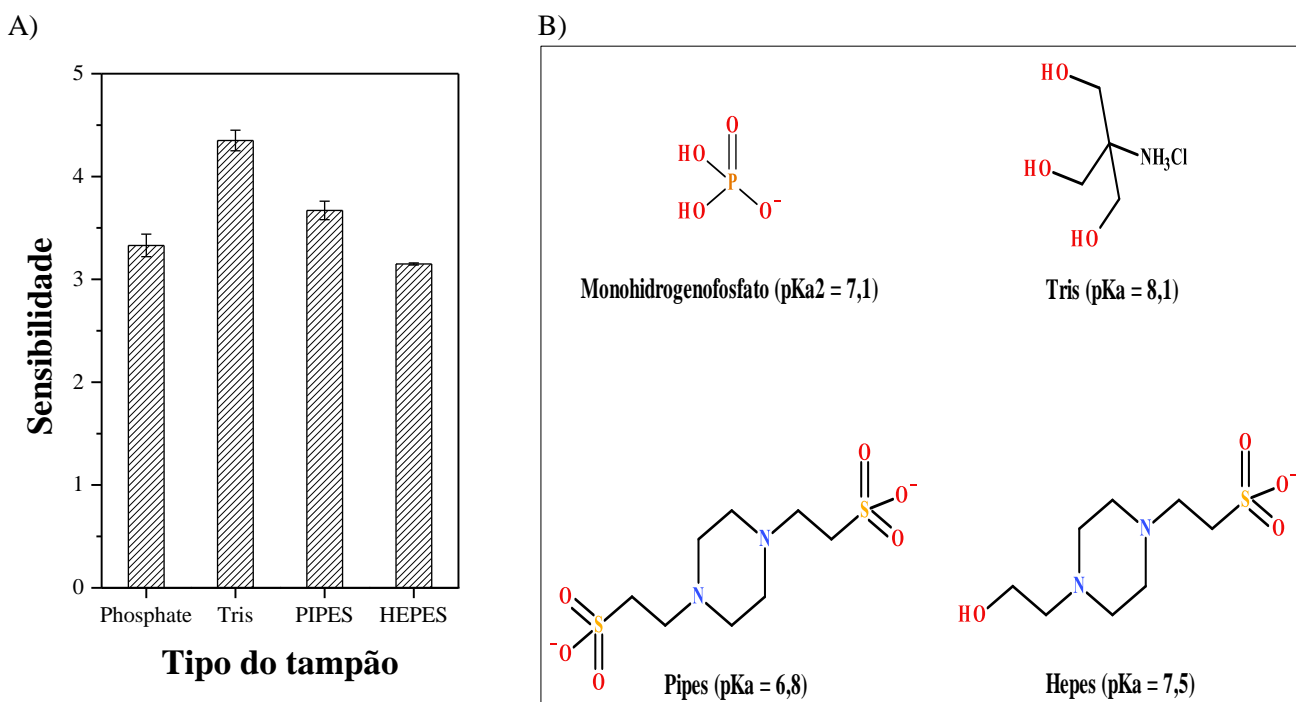 A)
5
4
3
2
1
0
Sensibilidade
Phosphate
Tris
PIPES
HEPES
Tipo do tampão
B)
O
HO
P
HO
O⁻
Monohidrogenofosfato (pKa2 = 7,1)
HO
HO
NH₃Cl
HO
Tris (pKa = 8,1)
O
S
O⁻
O
N
N
O
S
⁻O
O
Pipes (pKa = 6,8)
O
S
O⁻
O
N
N
HO
Hepes (pKa = 7,5)